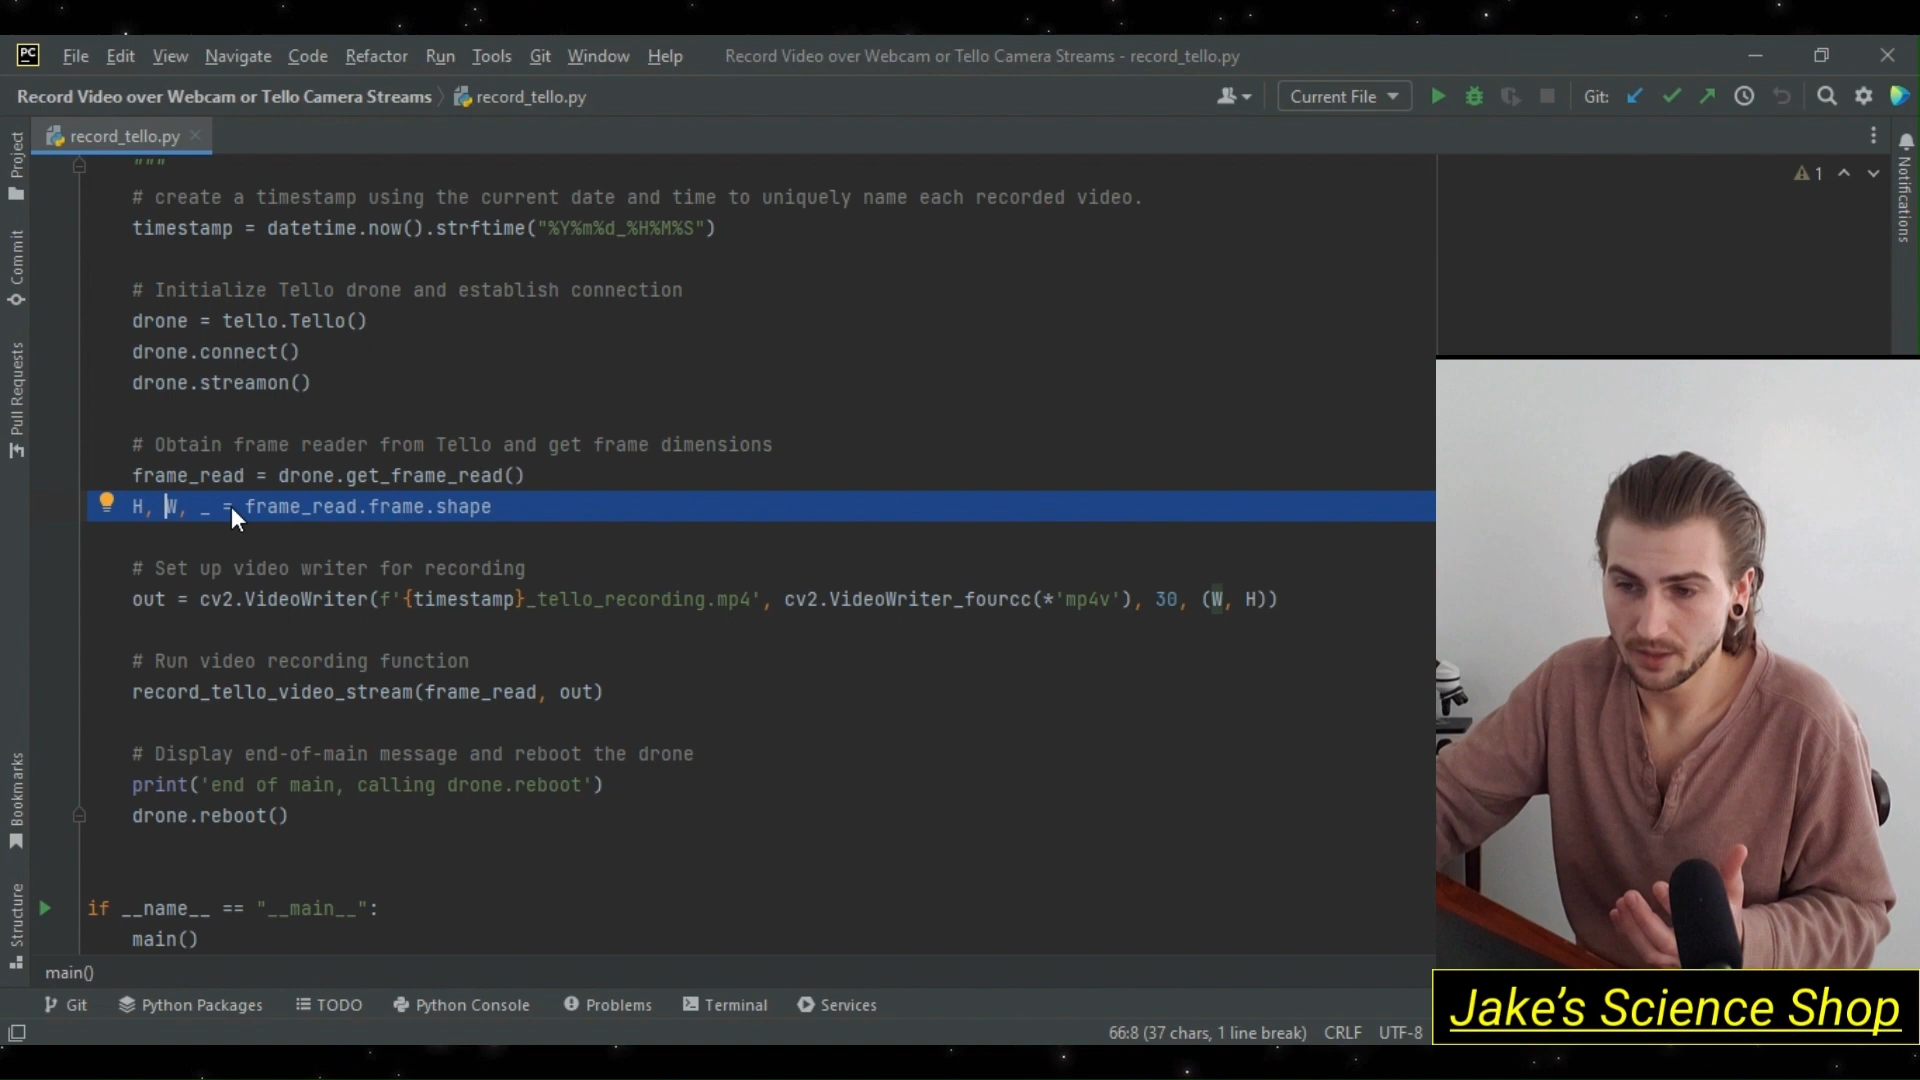 PC File Edit View Navigate Code Refactor Run Tools Git Window Help Record Video over Webcam or Tello Camera Streams - record_tello.py
Record Video over Webcam or Tello Camera Streams record_tello.py Current File Git:
record_tello.py
Project
Commit
Pull Requests
Bookmarks
Structure
Notifications
1
"""
# create a timestamp using the current date and time to uniquely name each recorded video.
timestamp = datetime.now().strftime("%Y%m%d_%H%M%S")
# Initialize Tello drone and establish connection
drone = tello.Tello()
drone.connect()
drone.streamon()
# Obtain frame reader from Tello and get frame dimensions
frame_read = drone.get_frame_read()
H, W, _ = frame_read.frame.shape
# Set up video writer for recording
out = cv2.VideoWriter(f'{timestamp}_tello_recording.mp4', cv2.VideoWriter_fourcc(*'mp4v'), 30, (W, H))
# Run video recording function
record_tello_video_stream(frame_read, out)
# Display end-of-main message and reboot the drone
print('end of main, calling drone.reboot')
drone.reboot()
if __name__ == "__main__":
main()
main()
Git Python Packages TODO Python Console Problems Terminal Services
66:8 (37 chars, 1 line break) CRLF UTF-8
Jake's Science Shop